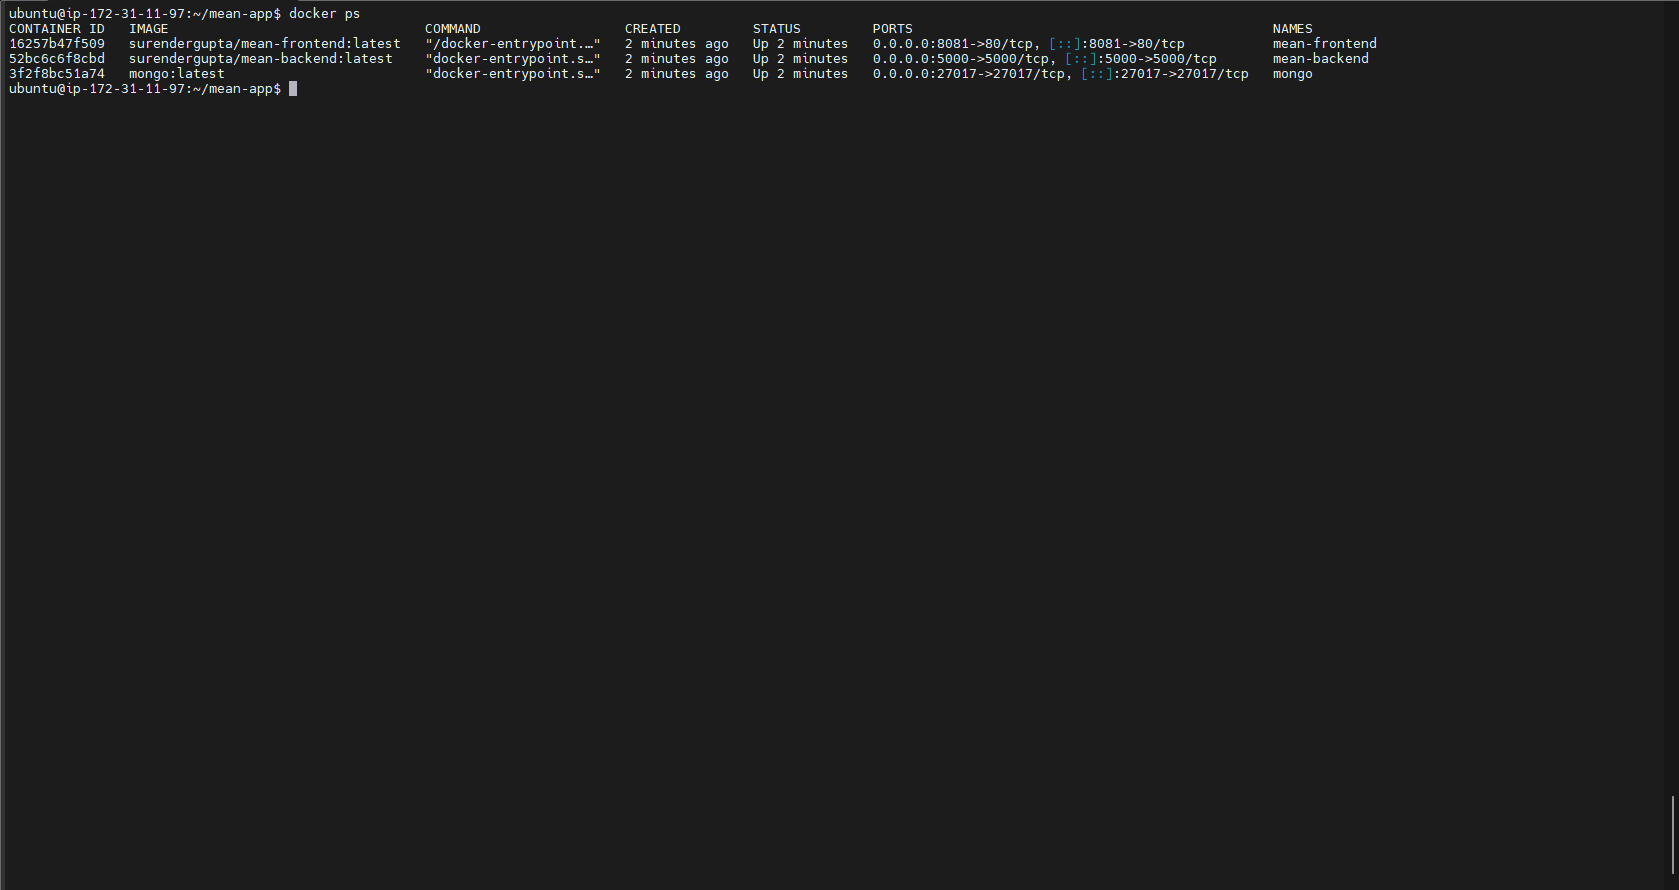 ubuntu@ip-172-31-11-97:~/mean-app$ docker ps
CONTAINER ID   IMAGE                                COMMAND                  CREATED         STATUS         PORTS                                             NAMES
16257b47f509   surendergupta/mean-frontend:latest   "/docker-entrypoint.…"   2 minutes ago   Up 2 minutes   0.0.0.0:8081->80/tcp, [::]:8081->80/tcp           mean-frontend
52bc6c6f8cbd   surendergupta/mean-backend:latest    "docker-entrypoint.s…"   2 minutes ago   Up 2 minutes   0.0.0.0:5000->5000/tcp, [::]:5000->5000/tcp       mean-backend
3f2f8bc51a74   mongo:latest                         "docker-entrypoint.s…"   2 minutes ago   Up 2 minutes   0.0.0.0:27017->27017/tcp, [::]:27017->27017/tcp   mongo
ubuntu@ip-172-31-11-97:~/mean-app$